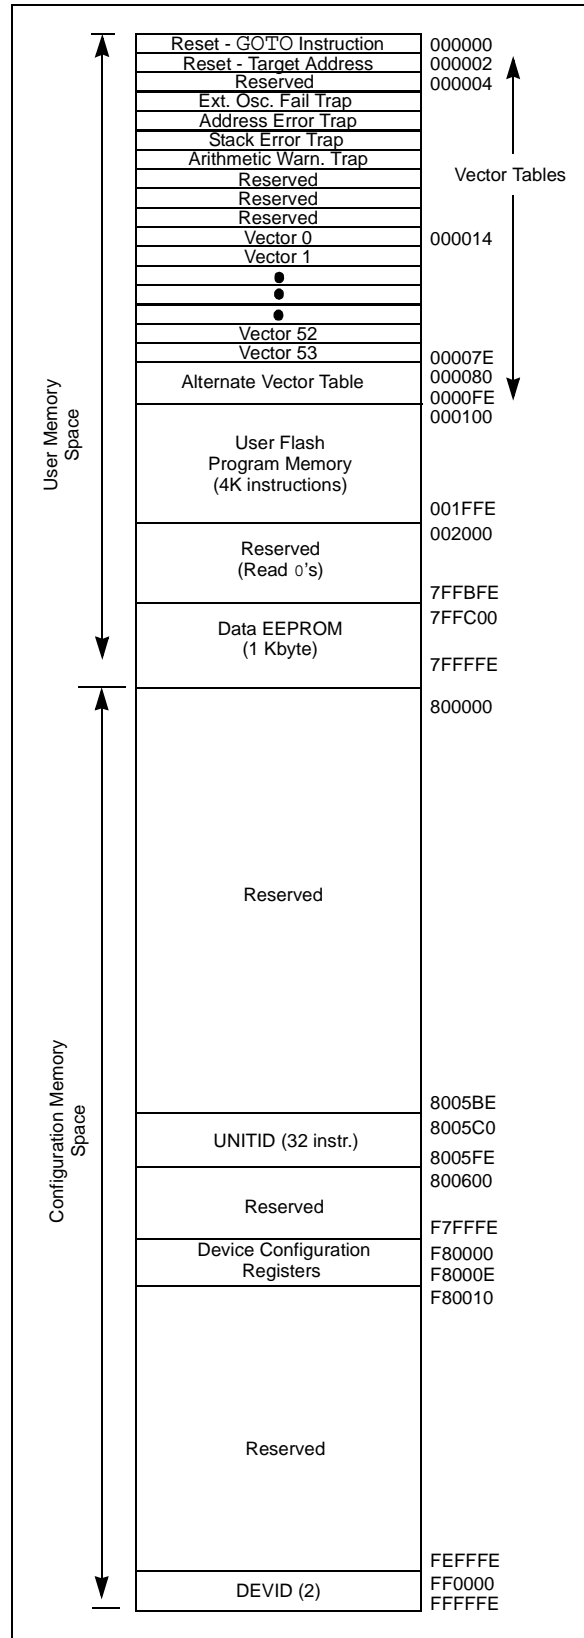 Reset - GOTO Instruction 000000
Reset - Target Address 000002
Reserved 000004
Ext. Osc. Fail Trap
Address Error Trap
Stack Error Trap
Arithmetic Warn. Trap
Vector Tables
Reserved
Reserved
Reserved
Vector 0 000014
Vector 1
Vector 52
Vector 53 00007E
Alternate Vector Table 000080
0000FE
User Memory
Space
000100
User Flash
Program Memory
(4K instructions)
001FFE
002000
Reserved
(Read 0's)
7FFBFE
7FFC00
Data EEPROM
(1 Kbyte)
7FFFFE
800000
Reserved
Configuration Memory
Space
8005BE
8005C0
UNITID (32 instr.)
8005FE
800600
Reserved
F7FFFE
Device Configuration
Registers
F80000
F8000E
F80010
Reserved
FEFFFE
FF0000
DEVID (2)
FFFFFE